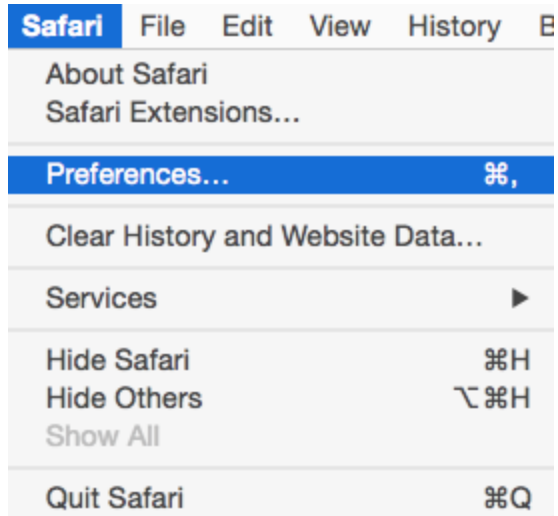 Safari File Edit View History
About Safari
Safari Extensions...
Preferences... ⌘,
Clear History and Website Data...
Services ▶
Hide Safari ⌘H
Hide Others ⌥⌘H
Show All
Quit Safari ⌘Q